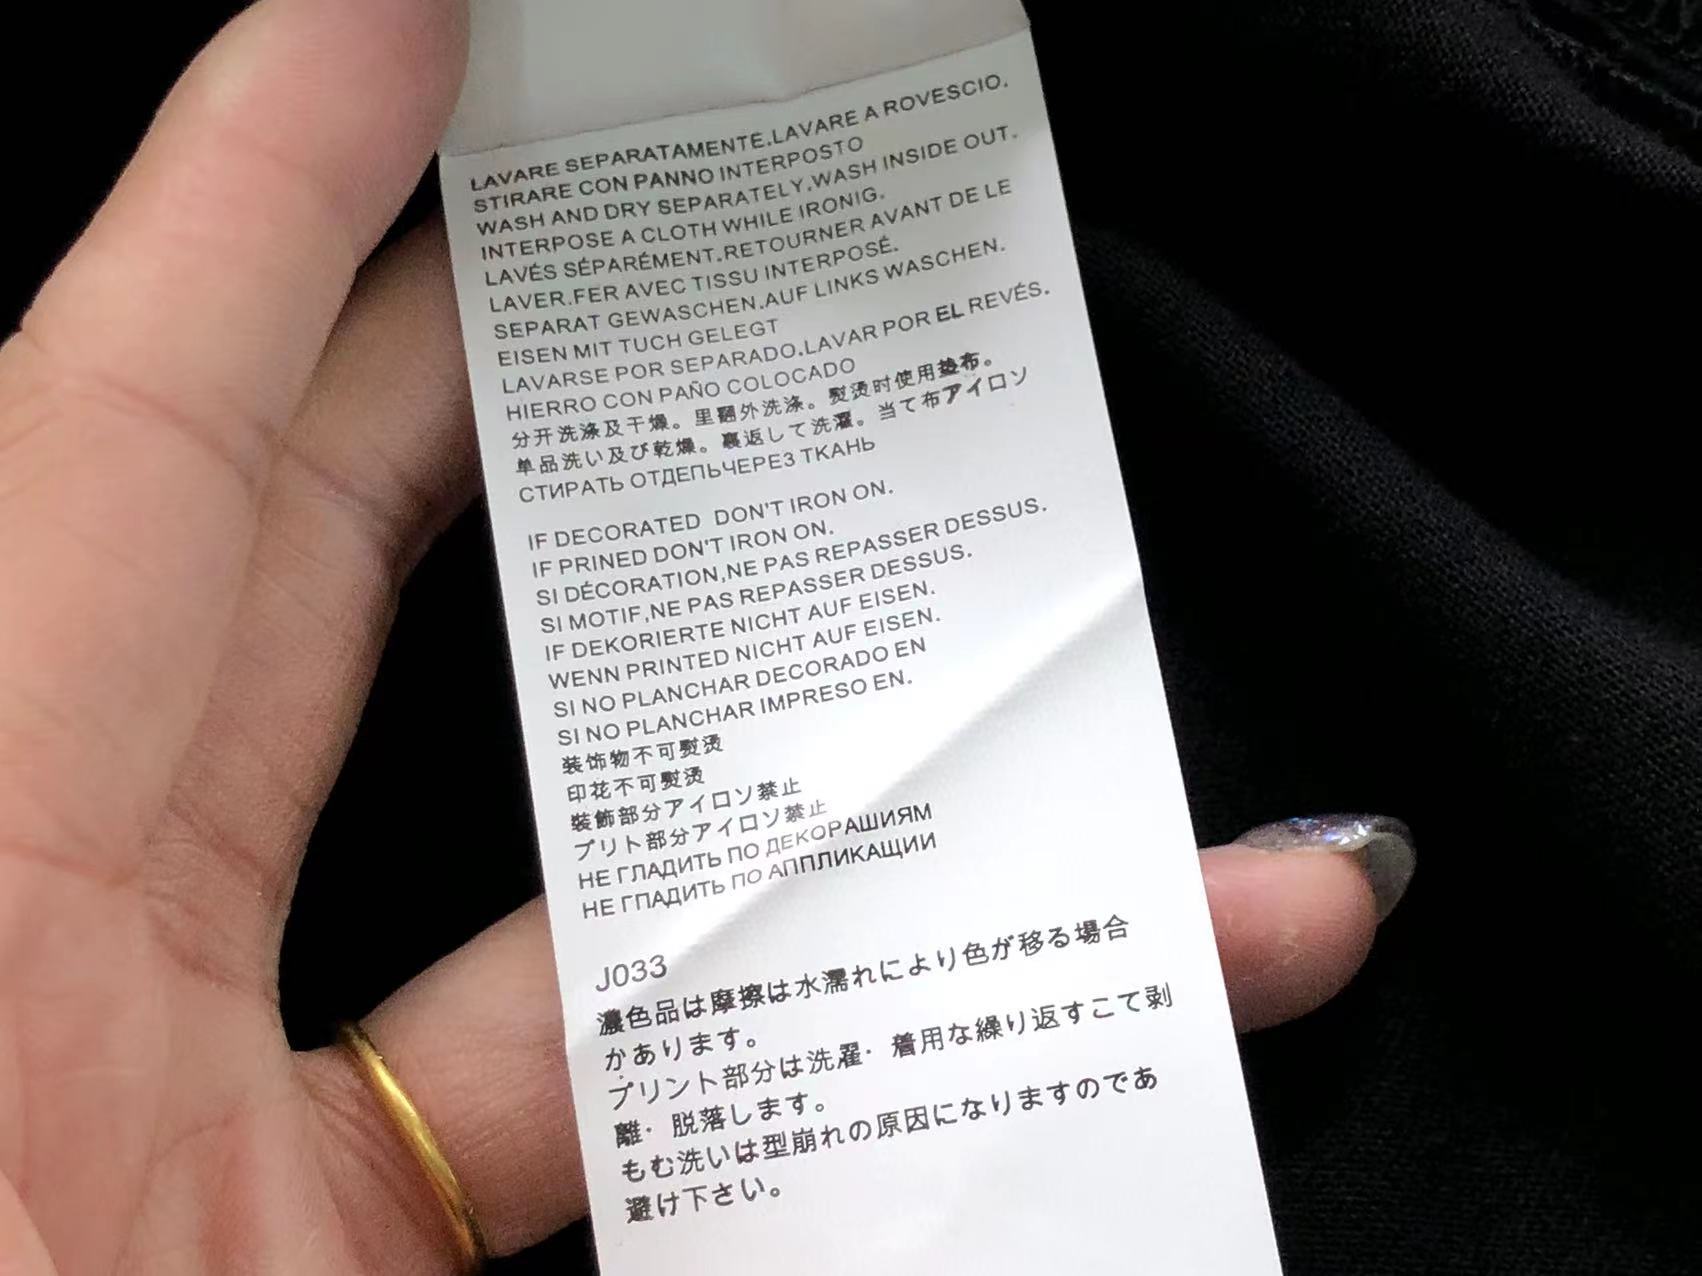 LAVARE SEPARATAMENTE.LAVARE A ROVESCIO.
STIRARE CON PANNO INTERPOSTO
WASH AND DRY SEPARATELY.WASH INSIDE OUT.
INTERPOSE A CLOTH WHILE IRONIG.
LAVÉS SÉPARÉMENT.RETOURNER AVANT DE LE
LAVER.FER AVEC TISSU INTERPOSÉ.
SEPARAT GEWASCHEN.AUF LINKS WASCHEN.
EISEN MIT TUCH GELEGT
LAVARSE POR SEPARADO.LAVAR POR EL REVÉS.
HIERRO CON PAÑO COLOCADO
分开洗涤及干燥。里翻外洗涤。熨烫时使用垫布。
单品洗い及び乾燥。裏返して洗濯。当て布アイロソ
СТИРАТЬ ОТДЕПЬЧЕРЕЗ ТКАНЬ
IF DECORATED DON'T IRON ON.
IF PRINED DON'T IRON ON.
SI DÉCORATION,NE PAS REPASSER DESSUS.
SI MOTIF,NE PAS REPASSER DESSUS.
IF DEKORIERTE NICHT AUF EISEN.
WENN PRINTED NICHT AUF EISEN.
SI NO PLANCHAR DECORADO EN
SI NO PLANCHAR IMPRESO EN.
装饰物不可熨烫
印花不可熨烫
装飾部分アイロソ禁止
プリト部分アイロソ禁止
НЕ ГЛАДИТЬ ПО ДЕКОРАШИЯМ
НЕ ГПАДИТЬ ПО АППЛИКАЩИИ
J033
濃色品は摩擦は水濡れにより色が移る場合
かあります。
プリント部分は洗濯·着用な繰り返すこて剥
離·脱落します。
もむ洗いは型崩れの原因になりますのであ
避け下さい。